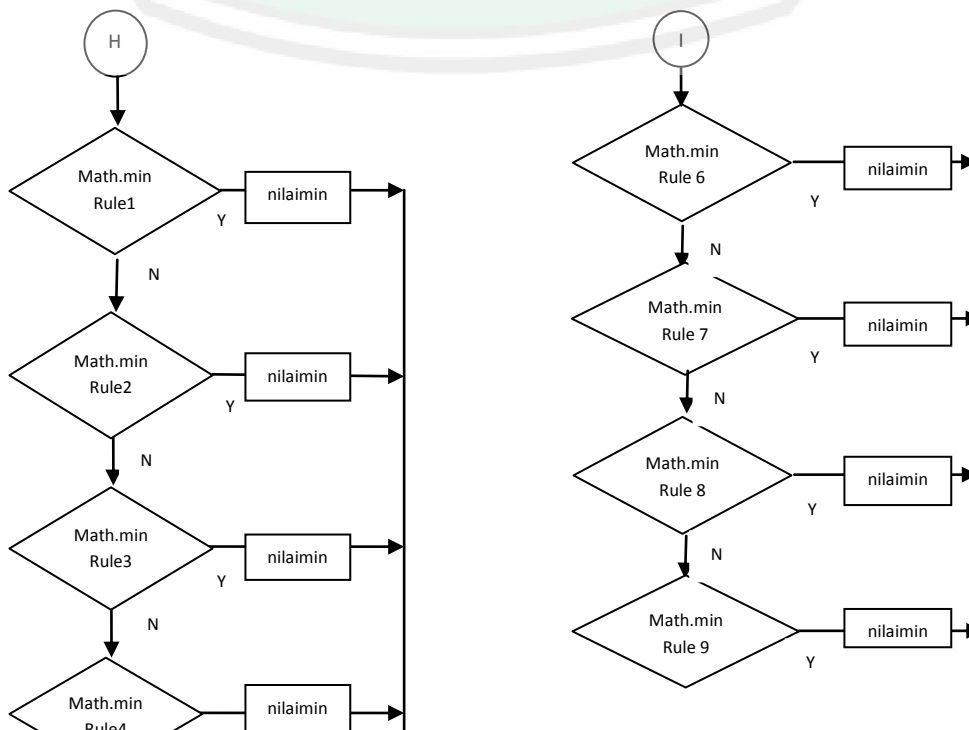 H
Math.min
Rule1
nilaimin
Y
N
Math.min
Rule2
nilaimin
Y
N
Math.min
Rule3
nilaimin
Y
N
Math.min
Rule4
nilaimin
I
Math.min
Rule 6
nilaimin
Y
N
Math.min
Rule 7
nilaimin
Y
N
Math.min
Rule 8
nilaimin
Y
N
Math.min
Rule 9
nilaimin
Y